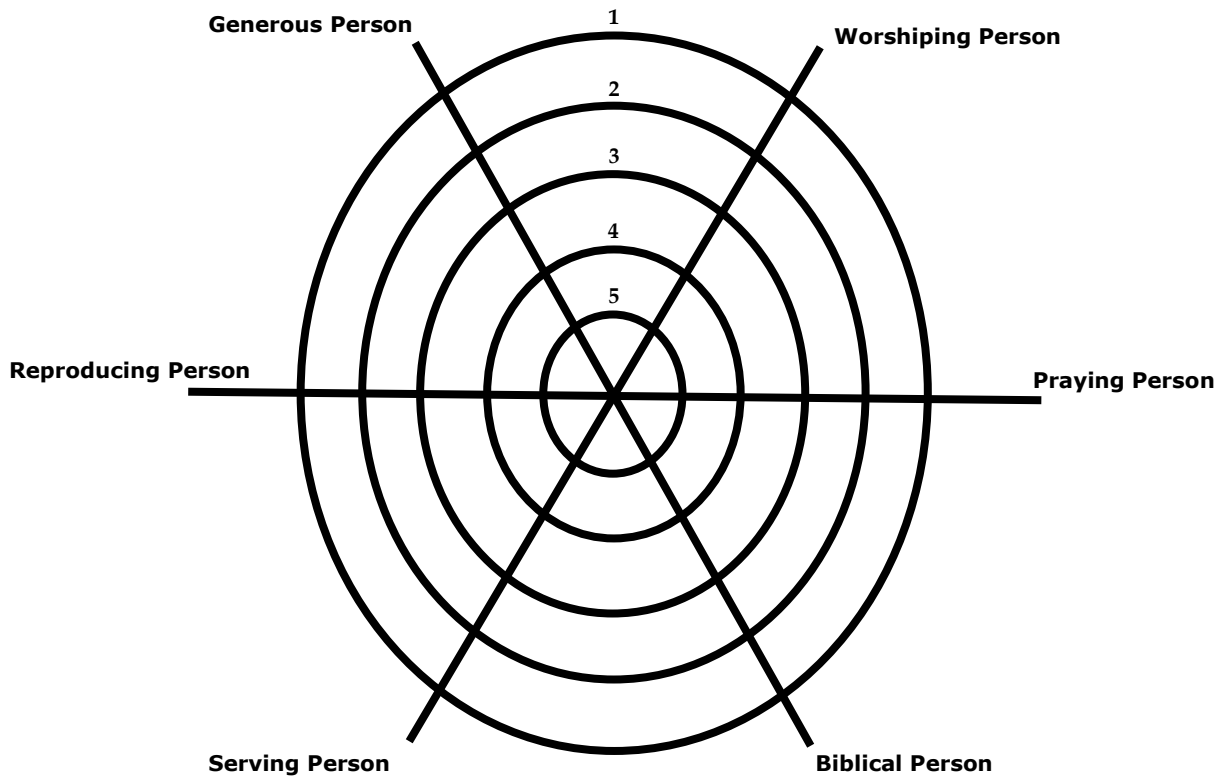 1
Generous Person
Worshiping Person
2
3
4
5
Reproducing Person
Praying Person
Serving Person
Biblical Person